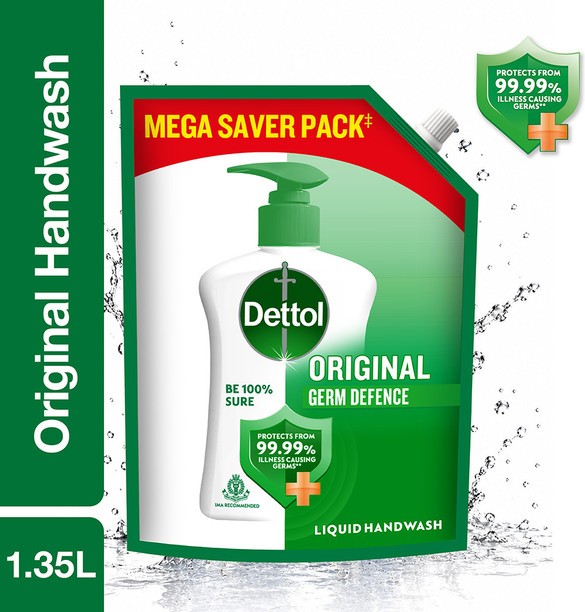 Original Handwash
1.35L
PROTECTS FROM
99.99%
ILLNESS CAUSING
GERMS**
MEGA SAVER PACK‡
Dettol
ORIGINAL
GERM DEFENCE
BE 100%
SURE
PROTECTS FROM
99.99%
ILLNESS CAUSING
GERMS**
IMA RECOMMENDED
LIQUID HANDWASH